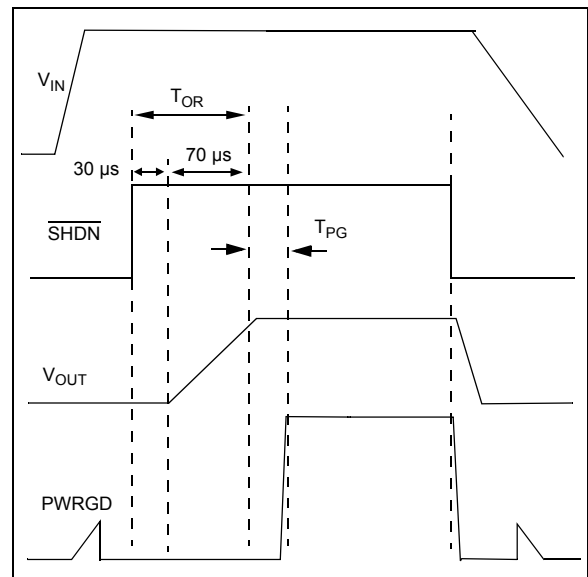 V_IN
T_OR
30 µs
70 µs
SHDN
T_PG
V_OUT
PWRGD